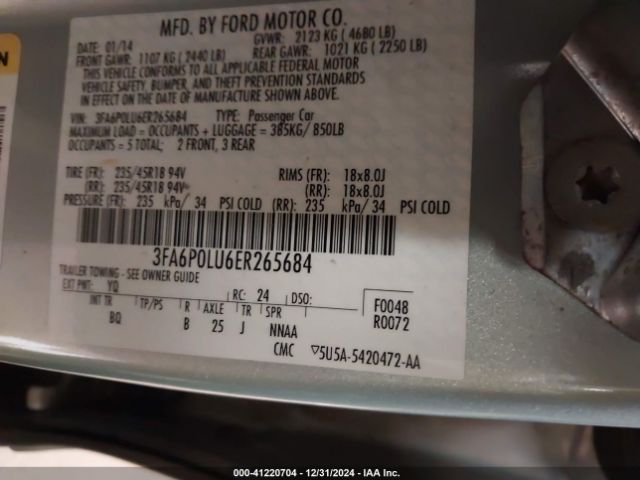 MFD. BY FORD MOTOR CO.
DATE: 01/14 GVWR: 2123 KG ( 4680 LB)
FRONT GAWR: 1107 KG ( 2440 LB) REAR GAWR: 1021 KG ( 2250 LB)
THIS VEHICLE CONFORMS TO ALL APPLICABLE FEDERAL MOTOR
VEHICLE SAFETY, BUMPER, AND THEFT PREVENTION STANDARDS
IN EFFECT ON THE DATE OF MANUFACTURE SHOWN ABOVE.
VIN: 3FA6P0LU6ER265684 TYPE: Passenger Car
MAXIMUM LOAD = OCCUPANTS + LUGGAGE = 385KG/ 850LB
OCCUPANTS = 5 TOTAL: 2 FRONT, 3 REAR
TIRE (FR): 235/45R18 94V RIMS (FR): 18x8.0J
(RR): 235/45R18 94V (RR): 18x8.0J
PRESSURE (FR): 235 kPa/ 34 PSI COLD (RR): 235 kPa/ 34 PSI COLD
3FA6P0LU6ER265684
TRAILER TOWING - SEE OWNER GUIDE
EXT PNT: YQ RC: 24 DSO: F0048
INT TR TP/PS R AXLE TR SPR R0072
BQ B 25 J NNAA
CMC ▽5U5A-5420472-AA
000-41220704 - 12/31/2024 - IAA Inc.